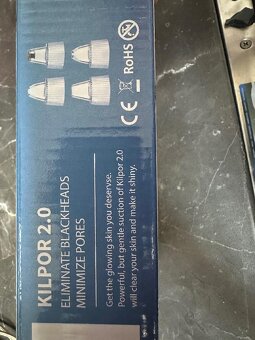 KILPOR 2.0
ELIMINATE BLACKHEADS
MINIMIZE PORES
Get the glowing skin you deservse.
Powerful, but gentle suction of Kilpor 2.0
will clear your skin and make it shiny.
CE
RoHS